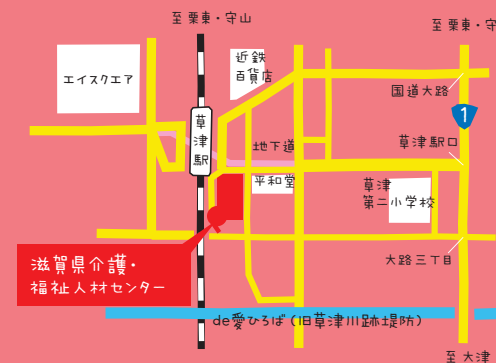 至 栗東・守山
至 栗東・守
近鉄
百貨店
エイスクエア
国道大路
1
草津駅
草津駅口
地下道
平和堂
草津
第二小学校
滋賀県介護・
福祉人材センター
大路三丁目
de愛ひろば(旧草津川跡堤防)
至 大津